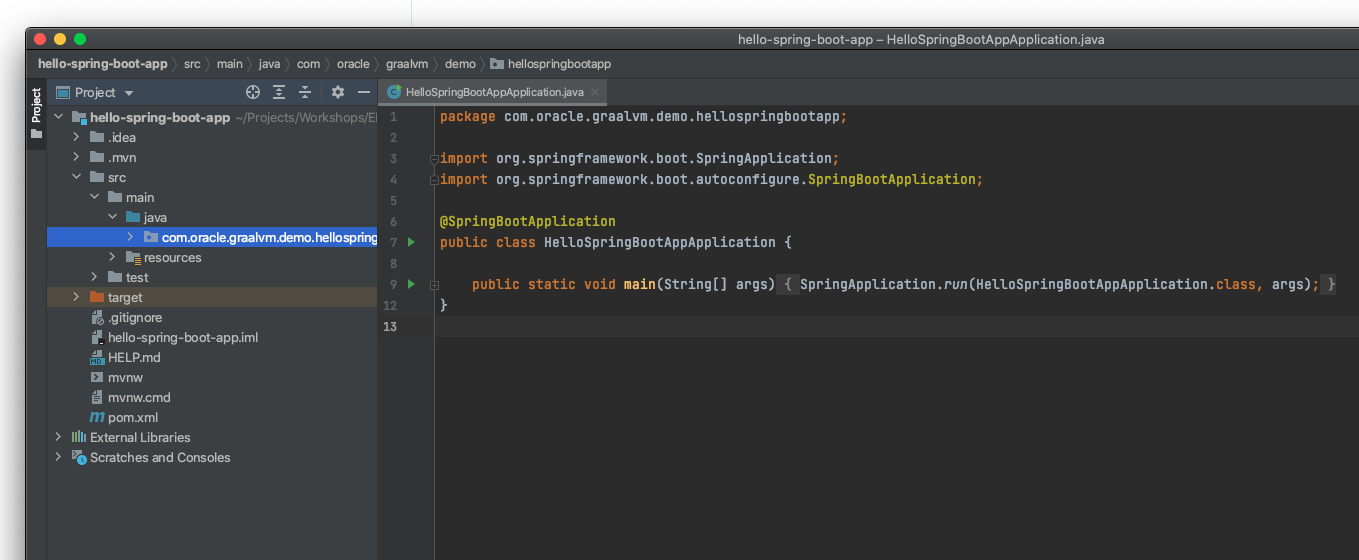 hello-spring-boot-app – HelloSpringBootAppApplication.java
hello-spring-boot-app src main java com oracle graalvm demo hellospringbootapp
Project
Project
HelloSpringBootAppApplication.java
hello-spring-boot-app ~/Projects/Workshops/El
.idea
.mvn
src
main
java
com.oracle.graalvm.demo.hellospring
resources
test
target
.gitignore
hello-spring-boot-app.iml
HELP.md
mvnw
mvnw.cmd
pom.xml
External Libraries
Scratches and Consoles
1 package com.oracle.graalvm.demo.hellospringbootapp;
2
3 import org.springframework.boot.SpringApplication;
4 import org.springframework.boot.autoconfigure.SpringBootApplication;
5
6 @SpringBootApplication
7 public class HelloSpringBootAppApplication {
8
9 public static void main(String[] args) { SpringApplication.run(HelloSpringBootAppApplication.class, args); }
12 }
13